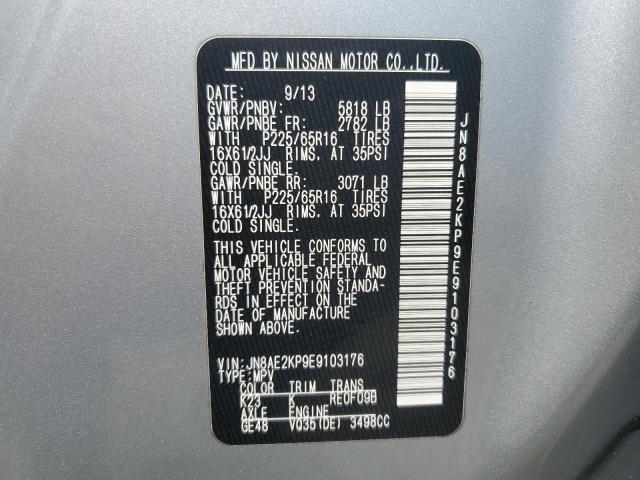 MFD BY NISSAN MOTOR CO.,LTD.
DATE: 9/13
GVWR/PNBV: 5818 LB
GAWR/PNBE FR: 2782 LB
WITH P225/65R16 TIRES
16X61/2JJ RIMS. AT 35PSI
COLD SINGLE.
GAWR/PNBE RR: 3071 LB
WITH P225/65R16 TIRES
16X61/2JJ RIMS. AT 35PSI
COLD SINGLE.
THIS VEHICLE CONFORMS TO
ALL APPLICABLE FEDERAL
MOTOR VEHICLE SAFETY AND
THEFT PREVENTION STANDA-
RDS IN EFFECT ON THE
DATE OF MANUFACTURE
SHOWN ABOVE.
VIN:JN8AE2KP9E9103176
TYPE:MPV
COLOR TRIM TRANS
K23 K RE0F09B
AXLE ENGINE
GE48 VQ35(DE) 3498CC
JN8AE2KP9E9103176